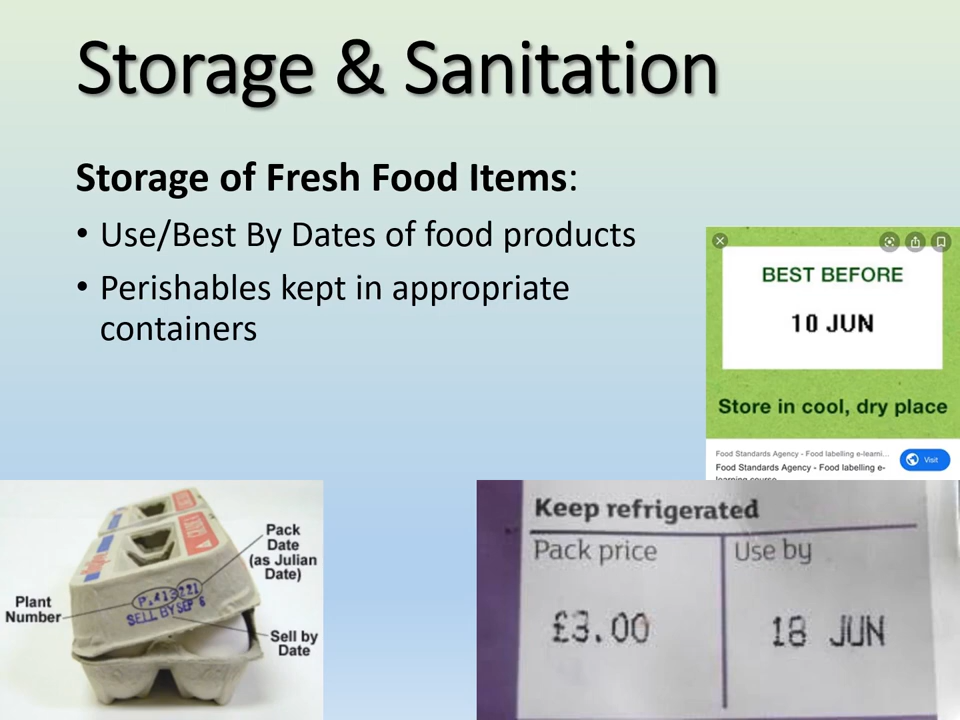 Storage & Sanitation
Storage of Fresh Food Items:
• Use/Best By Dates of food products
• Perishables kept in appropriate
containers
BEST BEFORE
10 JUN
Store in cool, dry place
Food Standards Agency - Food labelling e-learni...
Food Standards Agency - Food labelling e-
learning course
Visit
Pack
Date
(as Julian
Date)
Plant
Number
SELL BY SEP 6
Sell by
Date
Keep refrigerated
Pack price
Use by
£3.00
18 JUN